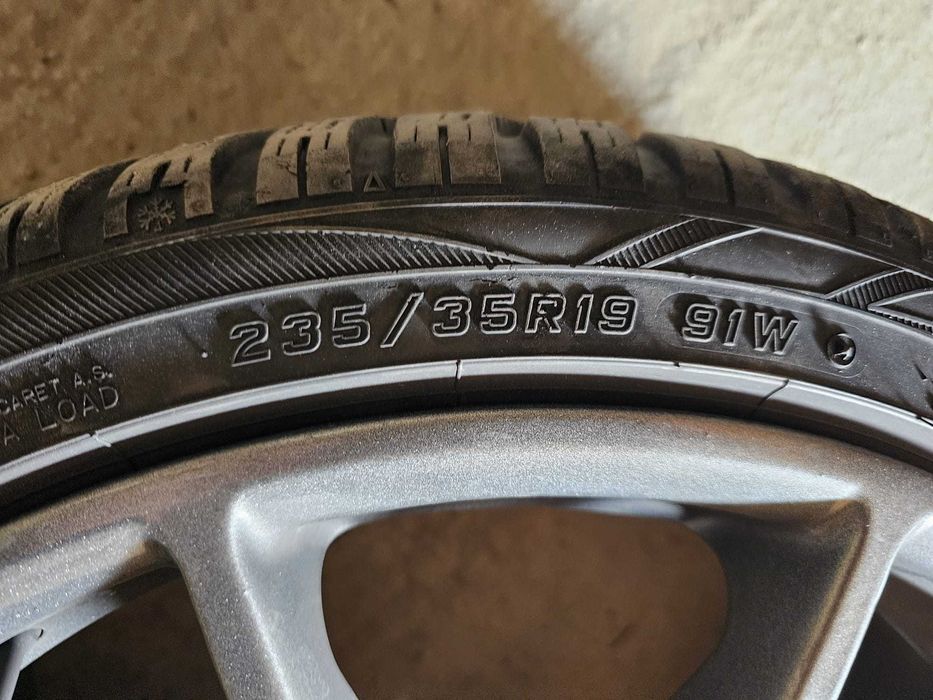 235/35R19 91W
CARET A.S.
A LOAD